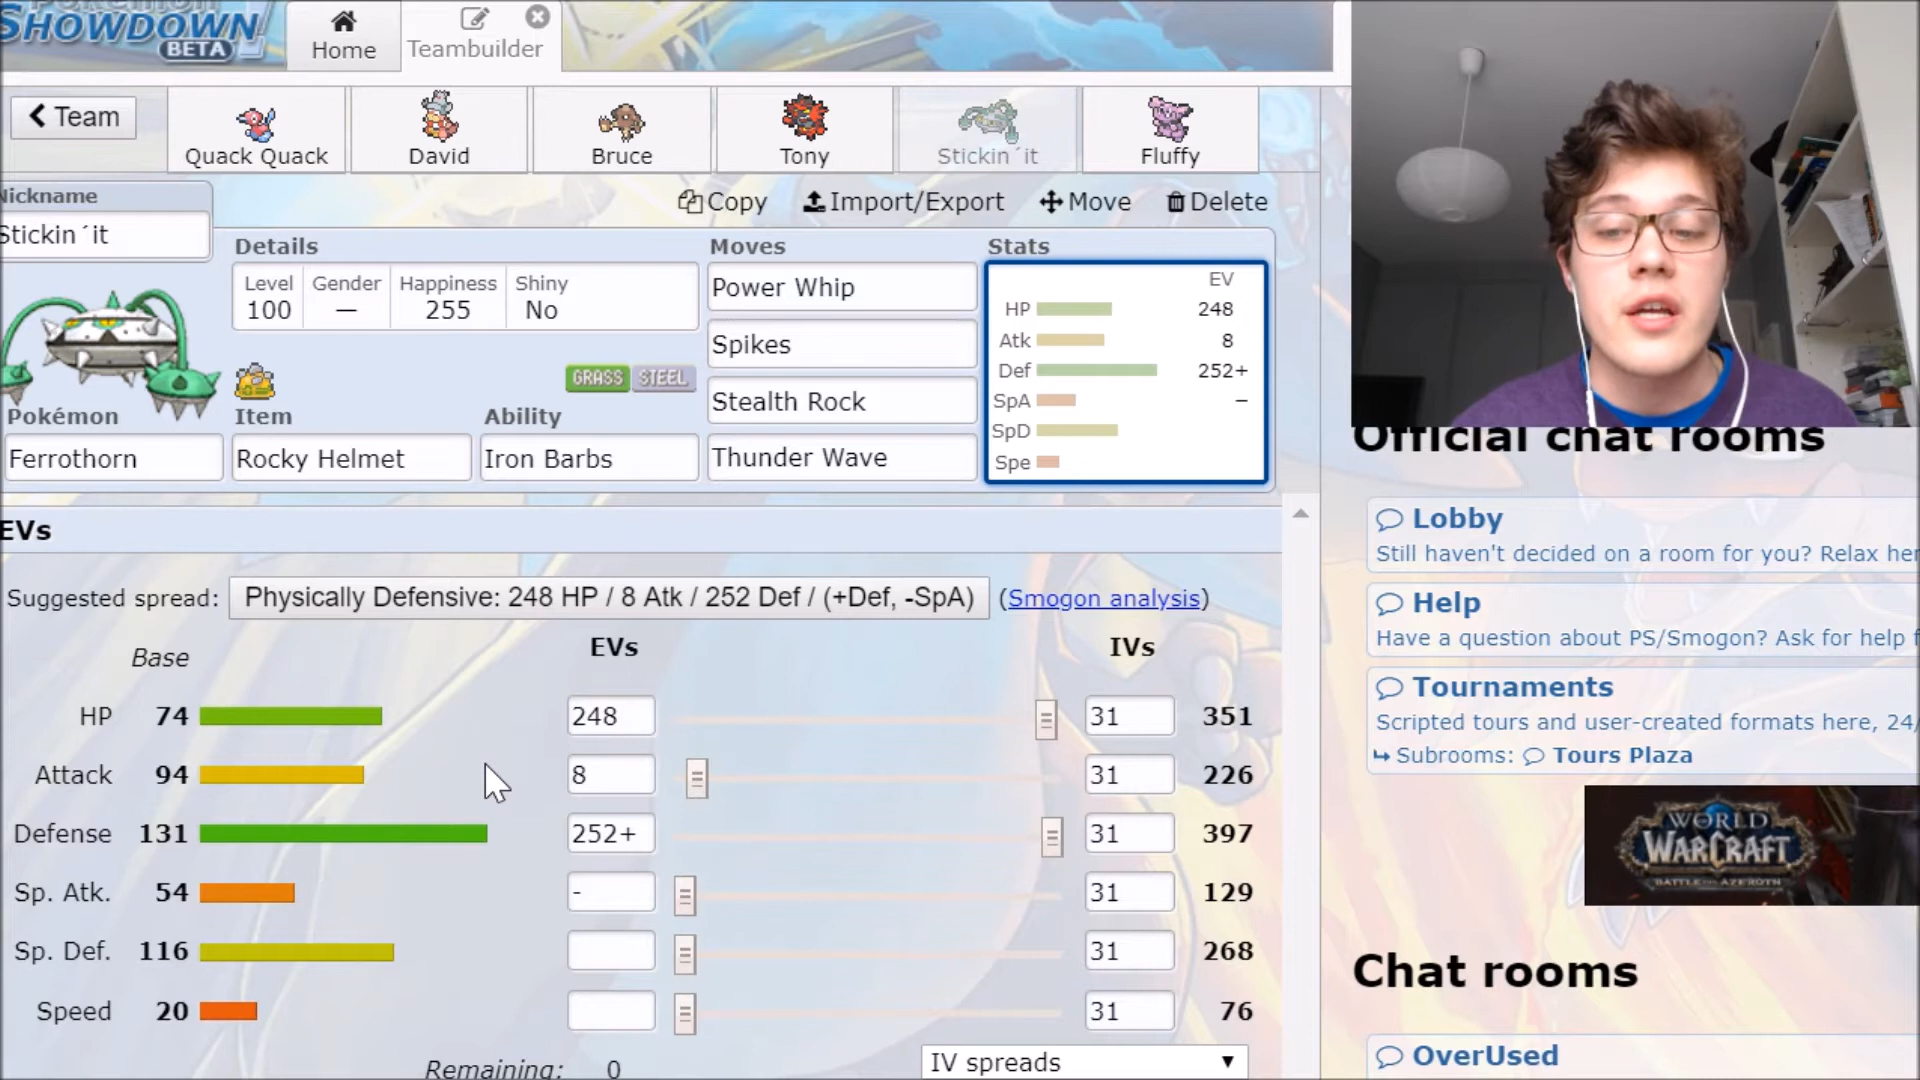 Pokémon
SHOWDOWN
BETA
Home
Teambuilder
Team
Quack Quack
David
Bruce
Tony
Stickin´it
Fluffy
Nickname
Stickin´it
Copy
Import/Export
Move
Delete
Details
Level
100
Gender
—
Happiness
255
Shiny
No
GRASS STEEL
Pokémon
Ferrothorn
Item
Rocky Helmet
Ability
Iron Barbs
Moves
Power Whip
Spikes
Stealth Rock
Thunder Wave
Stats
EV
HP 248
Atk 8
Def 252+
SpA −
SpD
Spe
EVs
Suggested spread: Physically Defensive: 248 HP / 8 Atk / 252 Def / (+Def, -SpA) (Smogon analysis)
Base EVs IVs
HP 74 248 31 351
Attack 94 8 31 226
Defense 131 252+ 31 397
Sp. Atk. 54 - 31 129
Sp. Def. 116 31 268
Speed 20 31 76
Remaining: 0
IV spreads
Official chat rooms
Lobby
Still haven't decided on a room for you? Relax her
Help
Have a question about PS/Smogon? Ask for help f
Tournaments
Scripted tours and user-created formats here, 24/
Subrooms: Tours Plaza
WORLD
OF
WARCRAFT
BATTLE FOR AZEROTH
Chat rooms
OverUsed